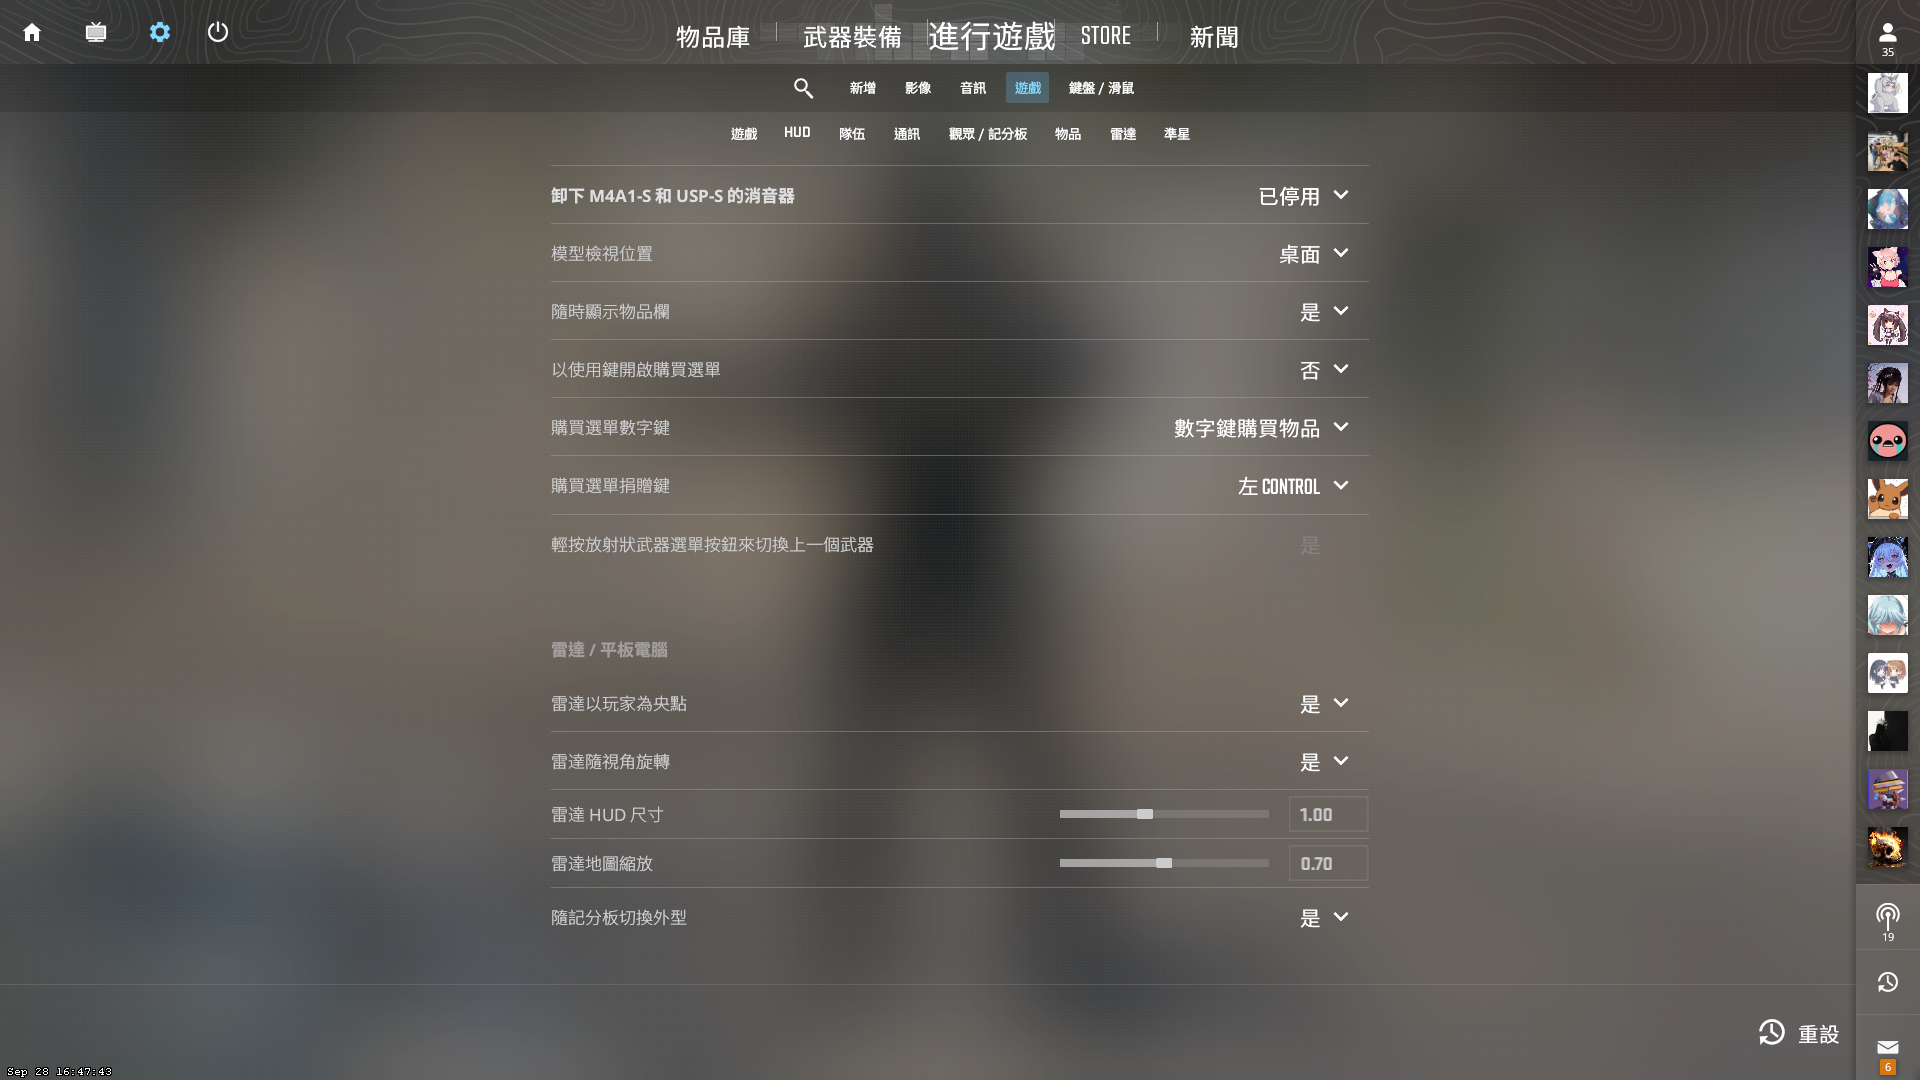 物品庫
武器裝備
進行遊戲
STORE
新聞
35
新增
影像
音訊
遊戲
鍵盤 / 滑鼠
遊戲
HUD
隊伍
通訊
觀眾 / 記分板
物品
雷達
準星
卸下 M4A1-S 和 USP-S 的消音器
已停用
模型檢視位置
桌面
隨時顯示物品欄
是
以使用鍵開啟購買選單
否
購買選單數字鍵
數字鍵購買物品
購買選單捐贈鍵
左 CONTROL
輕按放射狀武器選單按鈕來切換上一個武器
是
雷達 / 平板電腦
雷達以玩家為央點
是
雷達隨視角旋轉
是
雷達 HUD 尺寸
1.00
雷達地圖縮放
0.70
隨記分板切換外型
是
19
重設
6
Sep 28 16:47:43